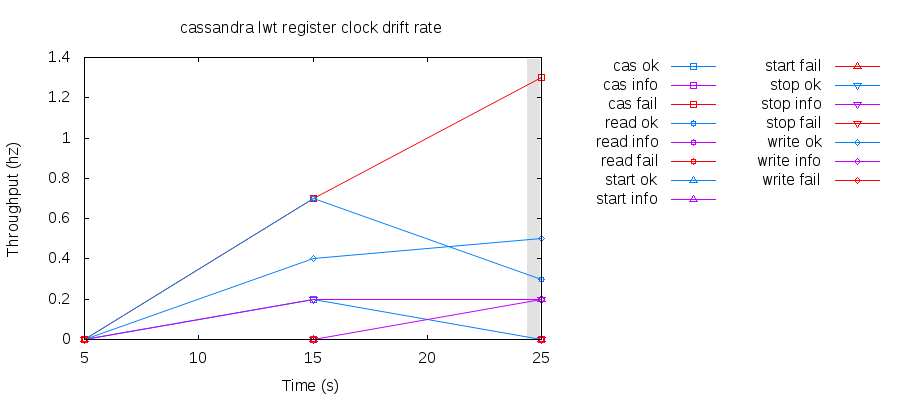 cassandra lwt register clock drift rate
1.4
1.2
1
0.8
0.6
0.4
0.2
0
Throughput (hz)
5
10
15
20
25
Time (s)
cas ok
cas info
cas fail
read ok
read info
read fail
start ok
start info
start fail
stop ok
stop info
stop fail
write ok
write info
write fail